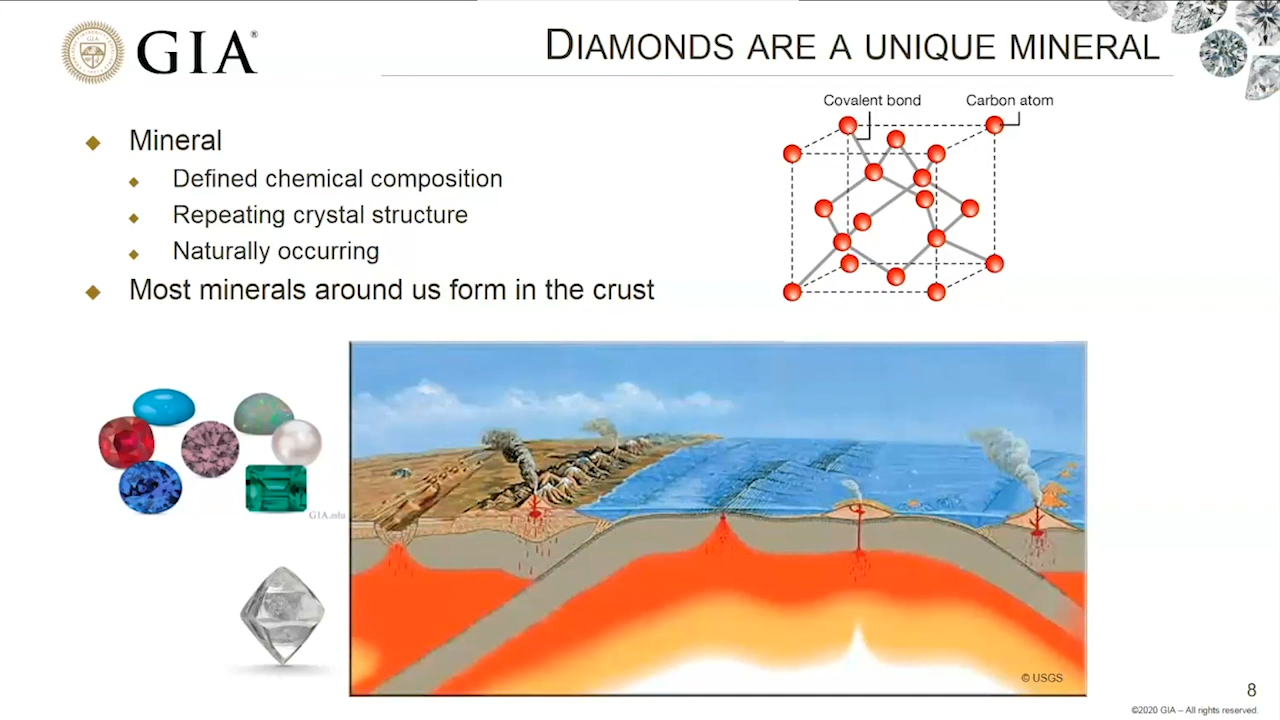 GIA®
DIAMONDS ARE A UNIQUE MINERAL
Mineral
Defined chemical composition
Repeating crystal structure
Naturally occurring
Most minerals around us form in the crust
Covalent bond
Carbon atom
GIA.edu
© USGS
8
©2020 GIA – All rights reserved.